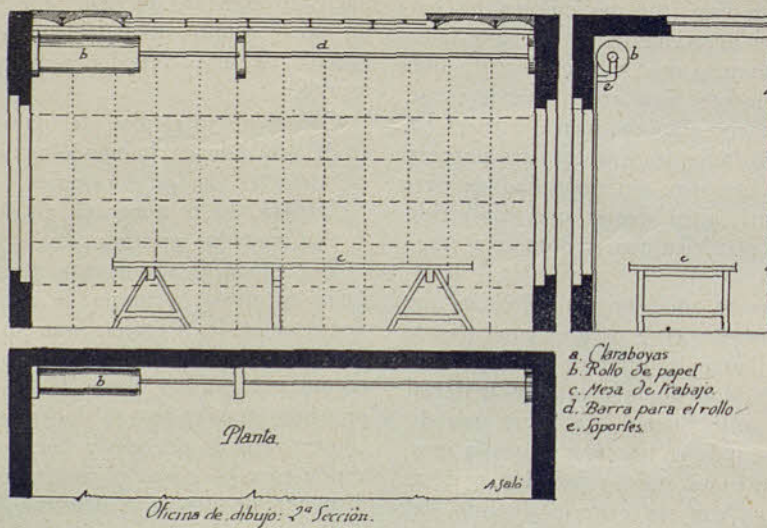 b
d
b
e
c
c
a. Claraboyas
b. Rollo de papel
c. Mesa de trabajo.
d. Barra para el rollo
e. Soportes.
b
Planta.
A. Saló
Oficina de dibujo: 2ª Sección.